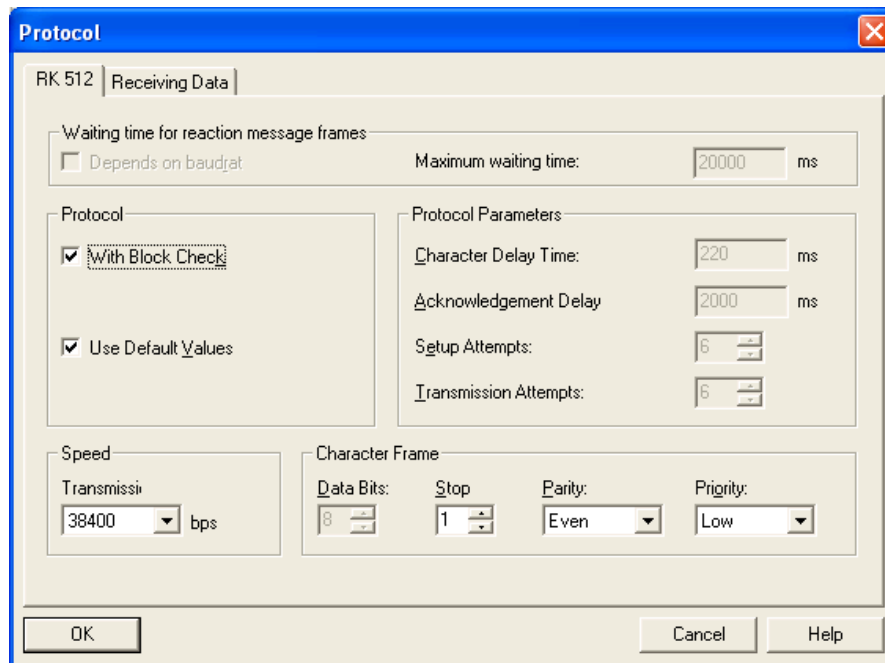 Protocol
RK 512
Receiving Data
Waiting time for reaction message frames
Depends on baudrat
Maximum waiting time:
20000
ms
Protocol
With Block Check
Use Default Values
Protocol Parameters
Character Delay Time:
220
ms
Acknowledgement Delay
2000
ms
Setup Attempts:
6
Transmission Attempts:
6
Speed
Transmissi
38400
bps
Character Frame
Data Bits:
8
Stop
1
Parity:
Even
Priority:
Low
OK
Cancel
Help